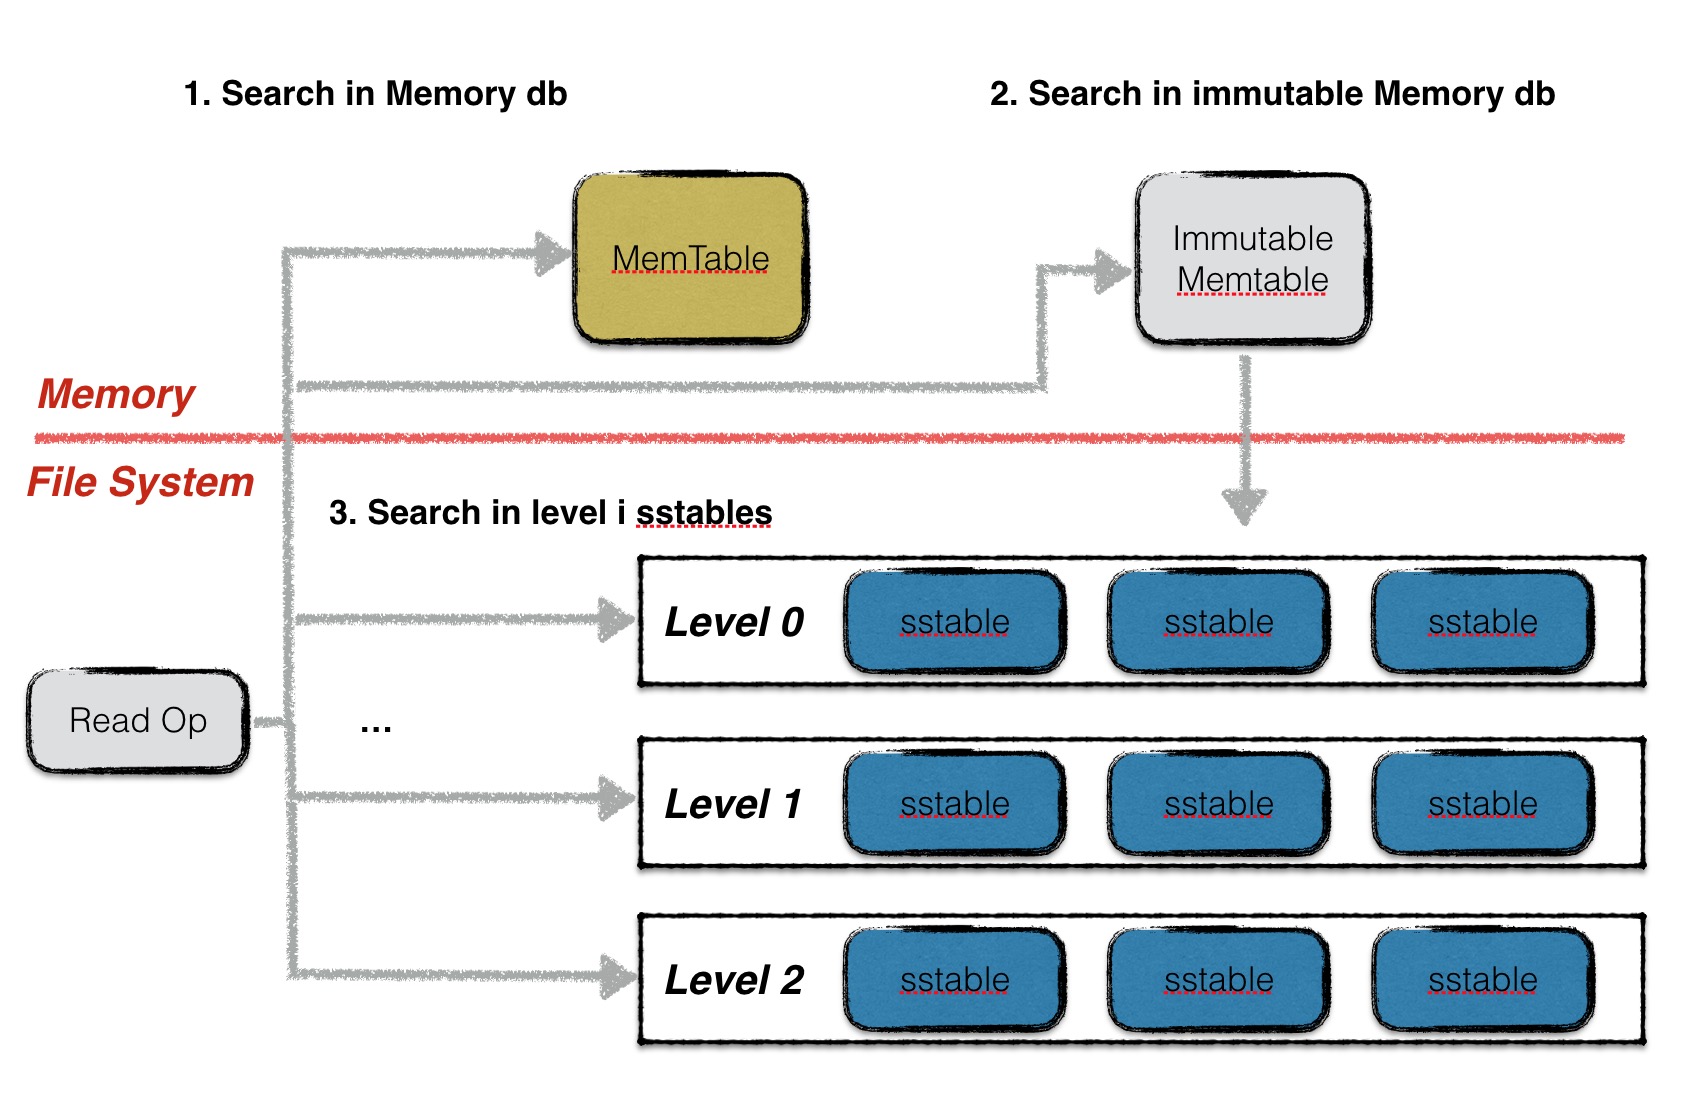 1. Search in Memory db
2. Search in immutable Memory db
MemTable
Immutable
Memtable
Memory
File System
3. Search in level i sstables
Level 0
sstable
sstable
sstable
Read Op
...
Level 1
sstable
sstable
sstable
Level 2
sstable
sstable
sstable